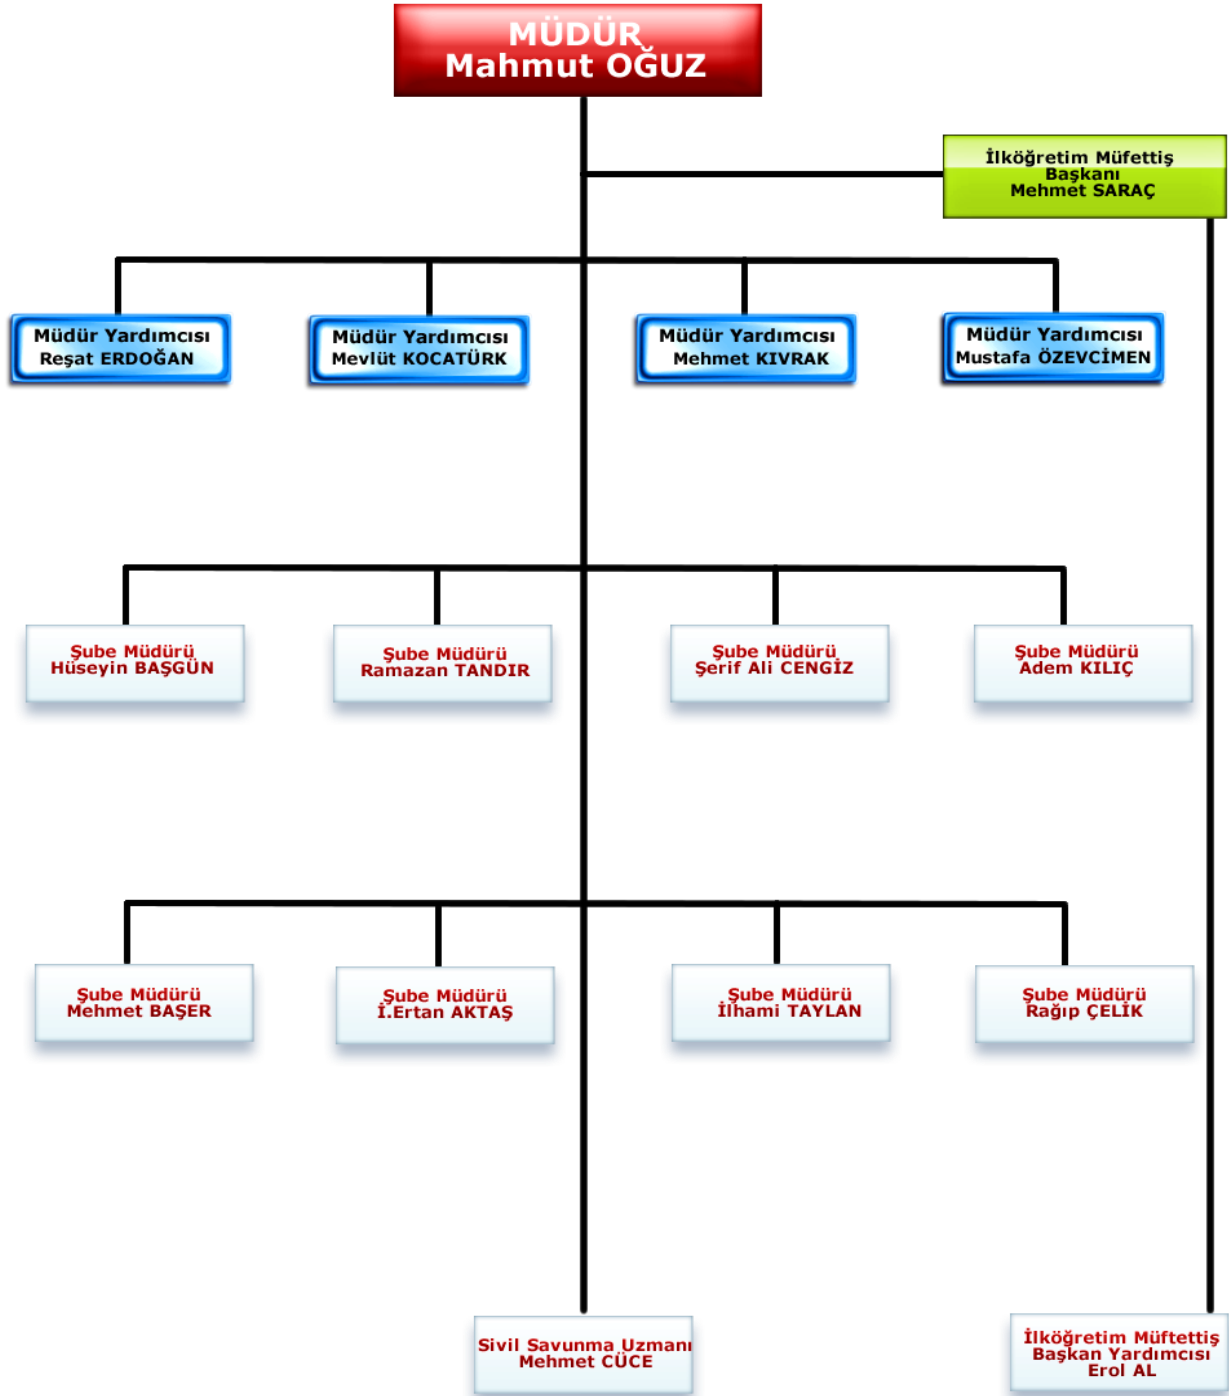 MÜDÜR
Mahmut OĞUZ
İlköğretim Müfettiş
Başkanı
Mehmet SARAÇ
Müdür Yardımcısı
Reşat ERDOĞAN
Müdür Yardımcısı
Mevlüt KOCATÜRK
Müdür Yardımcısı
Mehmet KIVRAK
Müdür Yardımcısı
Mustafa ÖZEVCİMEN
Şube Müdürü
Hüseyin BAŞGÜN
Şube Müdürü
Ramazan TANDIR
Şube Müdürü
Şerif Ali CENGİZ
Şube Müdürü
Adem KILIÇ
Şube Müdürü
Mehmet BAŞER
Şube Müdürü
İ.Ertan AKTAŞ
Şube Müdürü
İlhami TAYLAN
Şube Müdürü
Rağıp ÇELİK
Sivil Savunma Uzmanı
Mehmet CÜCE
İlköğretim Müftettiş
Başkan Yardımcısı
Erol AL